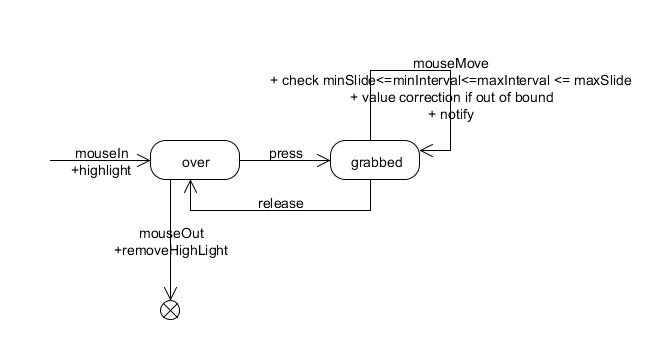 mouseMove
+ check minSlide<=minInterval<=maxInterval <= maxSlide
+ value correction if out of bound
+ notify
mouseIn
+highlight
over
press
grabbed
release
mouseOut
+removeHighLight